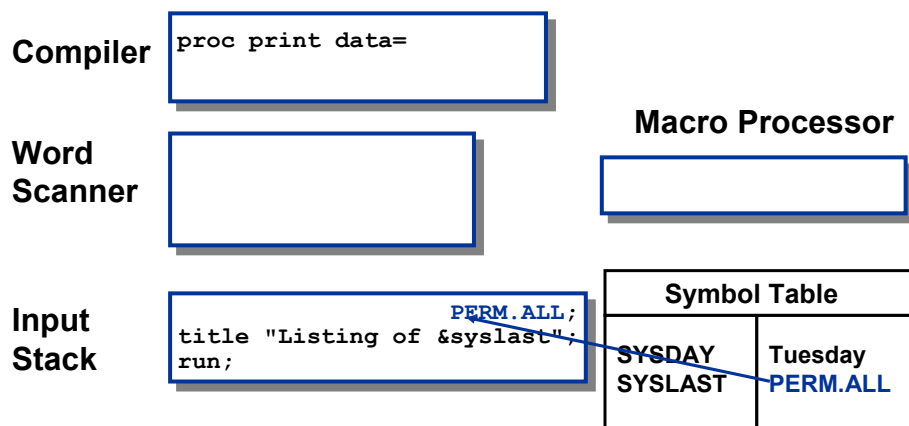 Compiler
proc print data=
Macro Processor
Word
Scanner
Input
Stack
PERM.ALL;
title "Listing of &syslast";
run;
Symbol Table
SYSDAY Tuesday
SYSLAST PERM.ALL